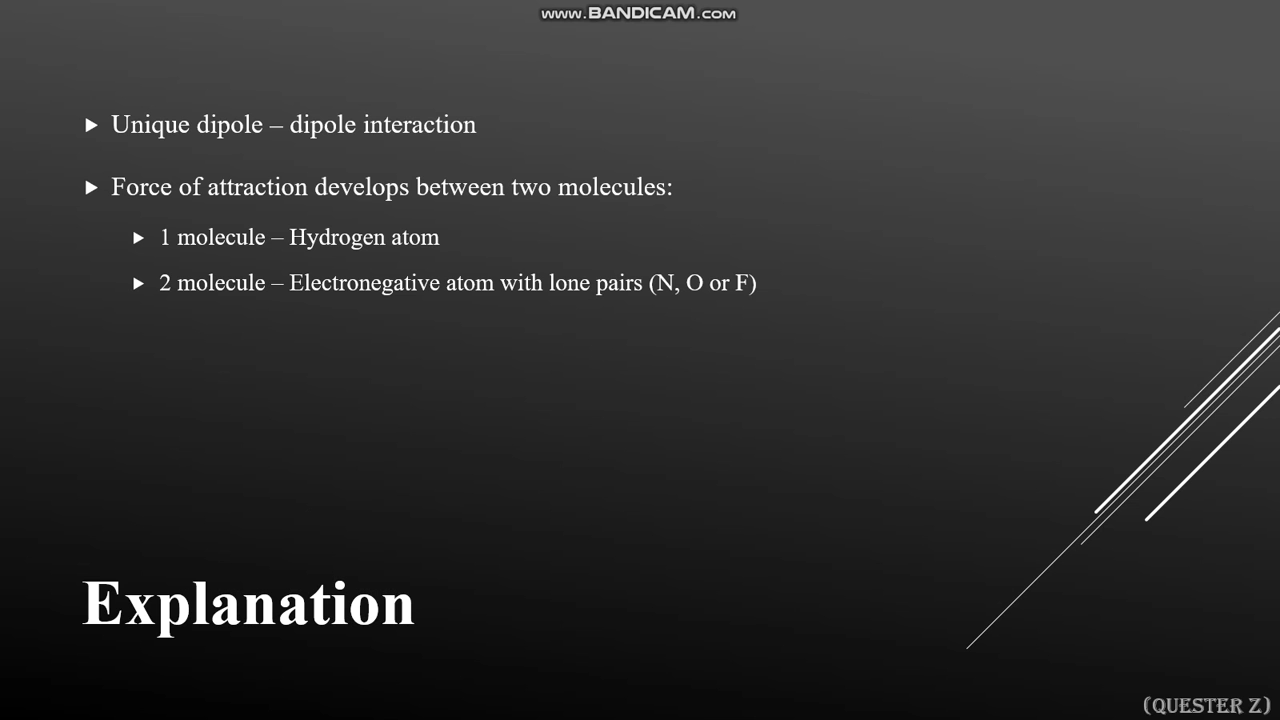 www.BANDICAM.com
Unique dipole – dipole interaction
Force of attraction develops between two molecules:
1 molecule – Hydrogen atom
2 molecule – Electronegative atom with lone pairs (N, O or F)
Explanation
(QUESTER Z)